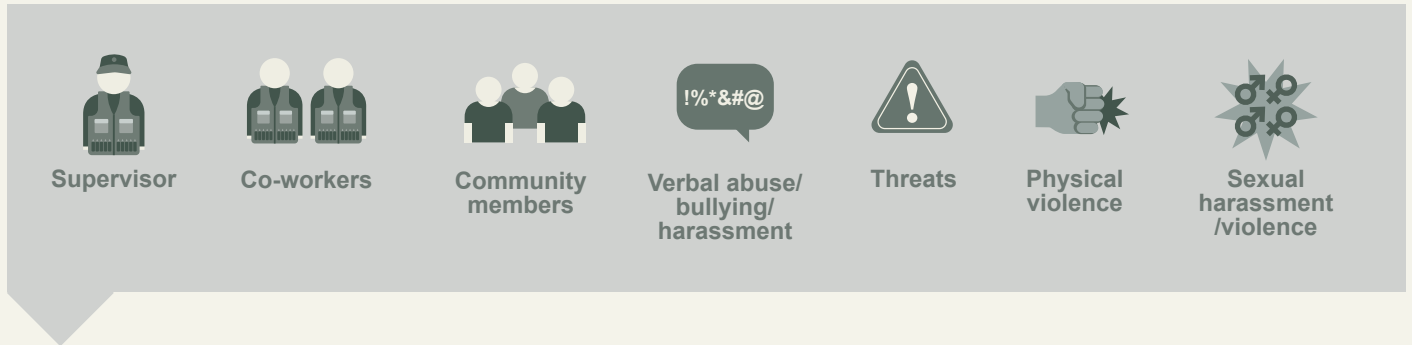 !%*&#@
Supervisor
Co-workers
Community
members
Verbal abuse/
bullying/
harassment
Threats
Physical
violence
Sexual
harassment
/violence